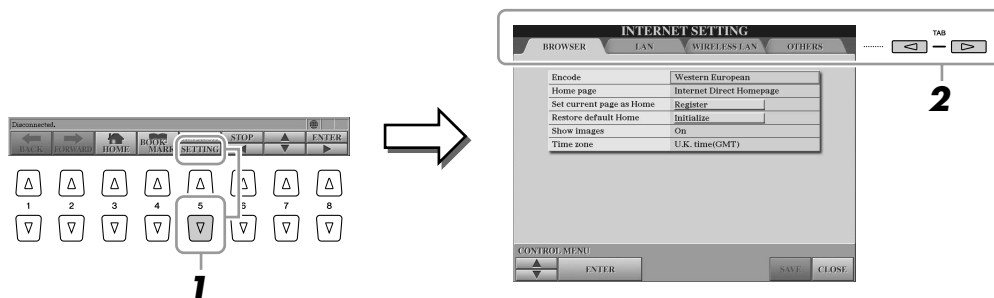 Disconnected.
BACK FORWARD HOME BOOK MARK SETTING STOP ENTER
1 2 3 4 5 6 7 8
1
INTERNET SETTING
BROWSER LAN WIRELESS LAN OTHERS
TAB
2
Encode Western European
Home page Internet Direct Homepage
Set current page as Home Register
Restore default Home Initialize
Show images On
Time zone U.K. time(GMT)
CONTROL MENU
ENTER SAVE CLOSE